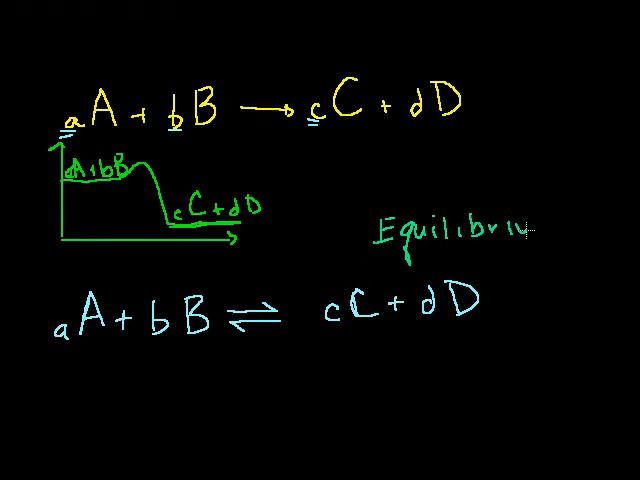 aA + bB → cC + dD
aA + bB
cC + dD
Equilibriu
aA + bB ⇌ cC + dD